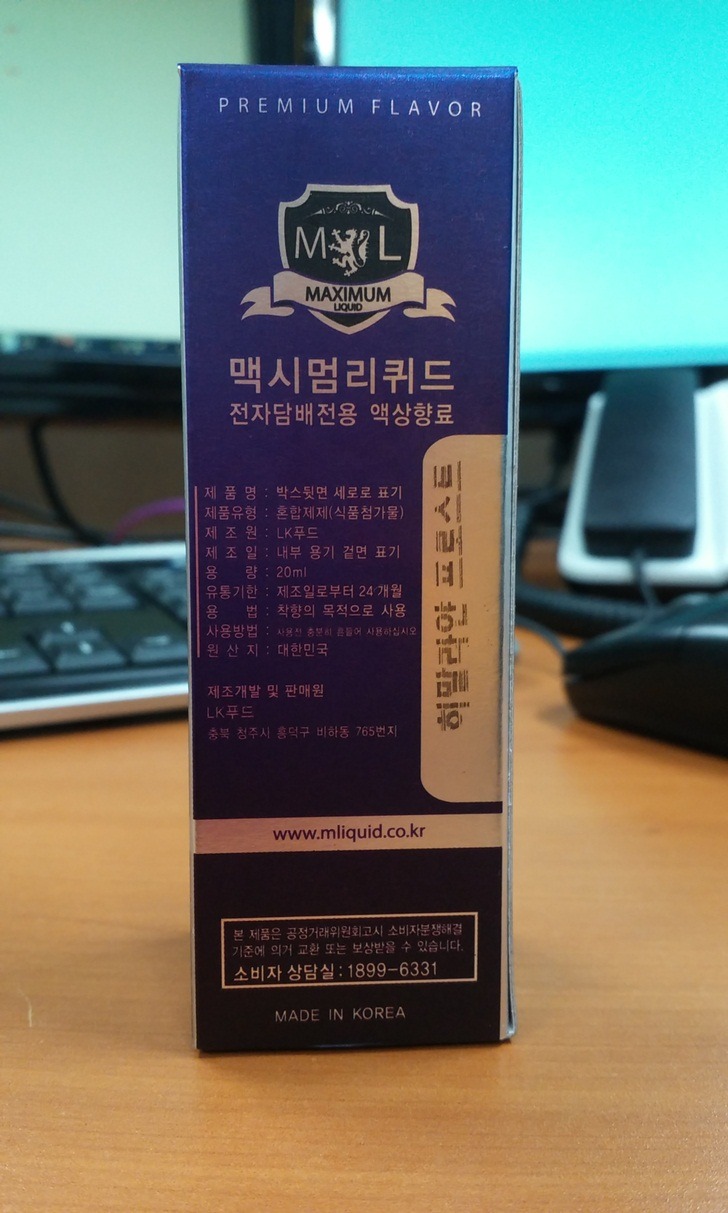 PREMIUM FLAVOR
M L
MAXIMUM
LIQUID
맥시멈리퀴드
전자담배전용 액상향료
제 품 명 : 박스뒷면 세로로 표기
제품유형 : 혼합제제(식품첨가물)
제 조 원 : LK푸드
제 조 일 : 내부 용기 겉면 표기
용 량 : 20ml
유통기한 : 제조일로부터 24개월
용 법 : 착향의 목적으로 사용
사용방법 : 사용전 충분히 흔들어 사용하십시오
원 산 지 : 대한민국
히말라얀 프로스트
제조개발 및 판매원
LK푸드
충북 청주시 흥덕구 비하동 765번지
www.mliquid.co.kr
본 제품은 공정거래위원회고시 소비자분쟁해결
기준에 의거 교환 또는 보상받을 수 있습니다.
소비자 상담실 : 1899-6331
MADE IN KOREA